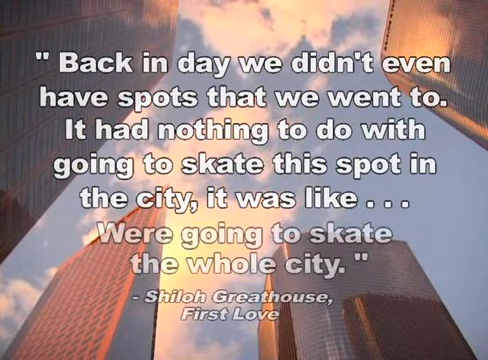 " Back in day we didn't even
have spots that we went to.
It had nothing to do with
going to skate this spot in
the city, it was like . . .
Were going to skate
the whole city. "
- Shiloh Greathouse,
First Love